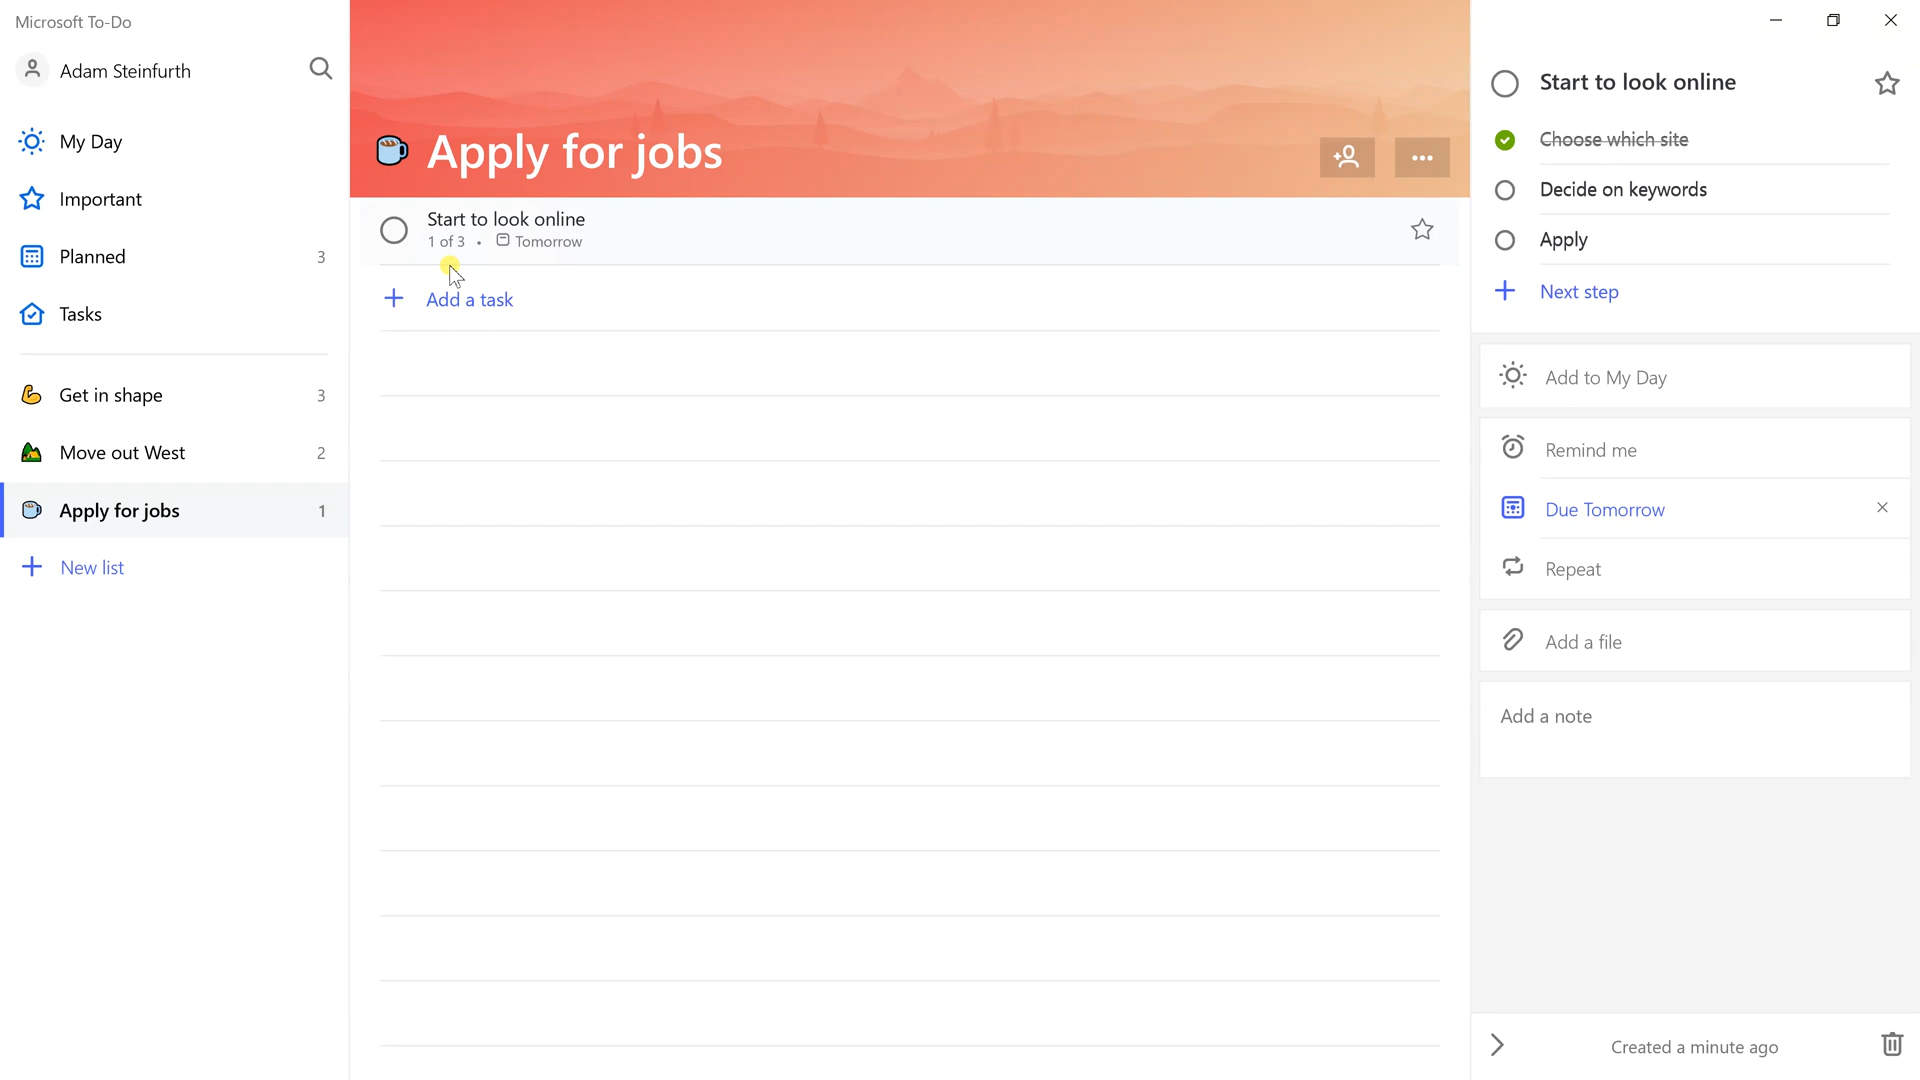 Microsoft To-Do
Adam Steinfurth
My Day
Important
Planned 3
Tasks
Get in shape 3
Move out West 2
Apply for jobs 1
New list
Apply for jobs
Start to look online
1 of 3 • Tomorrow
Add a task
Start to look online
Choose which site
Decide on keywords
Apply
Next step
Add to My Day
Remind me
Due Tomorrow
Repeat
Add a file
Add a note
Created a minute ago